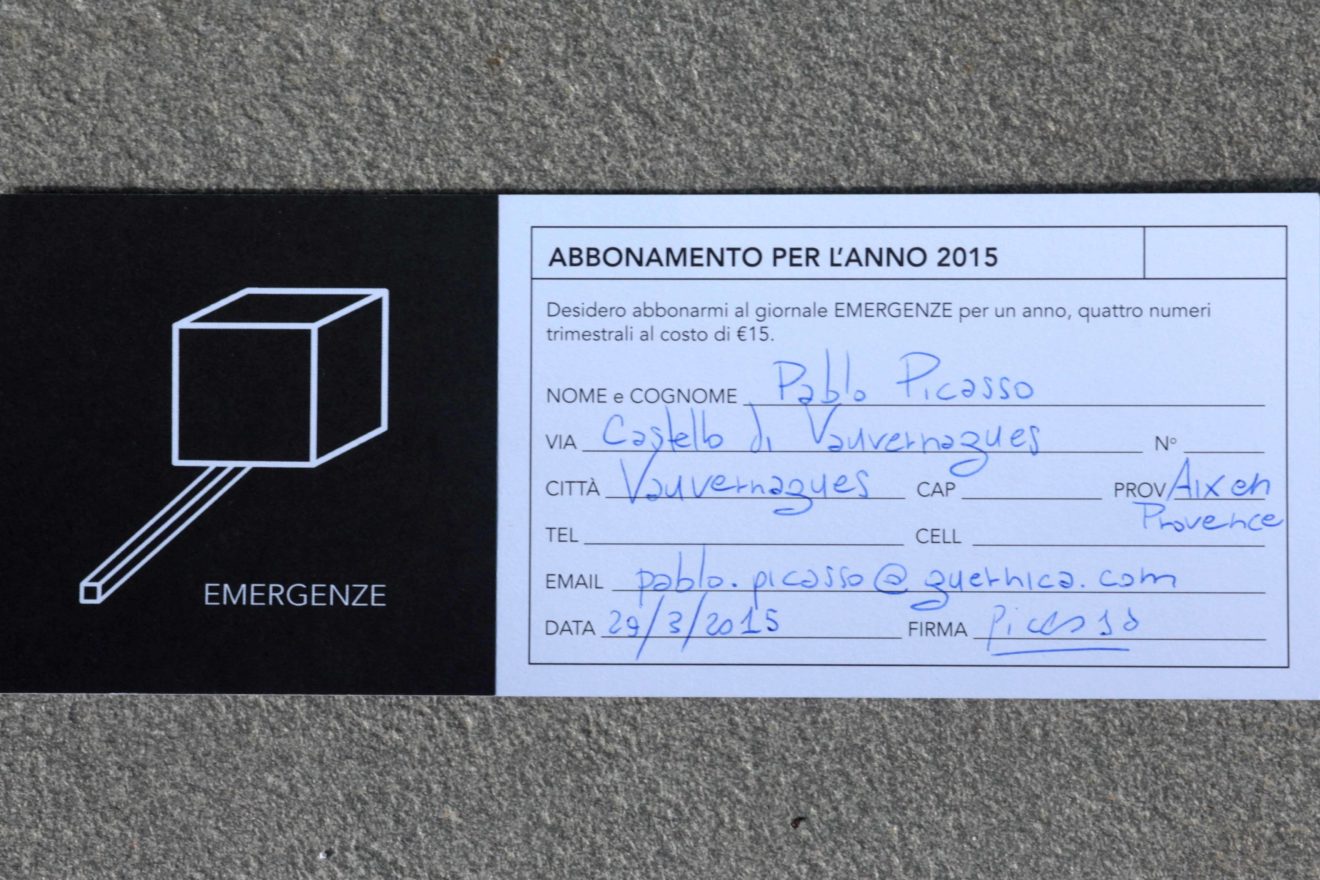 EMERGENZE
ABBONAMENTO PER L'ANNO 2015
Desidero abbonarmi al giornale EMERGENZE per un anno, quattro numeri
trimestrali al costo di €15.
NOME e COGNOME Pablo Picasso
VIA Castello di Vauvernagues N°
CITTÀ Vauvernagues CAP PROV Aix en
Provence
TEL CELL
EMAIL pablo.picasso@guernica.com
DATA 29/3/2015 FIRMA Picasso